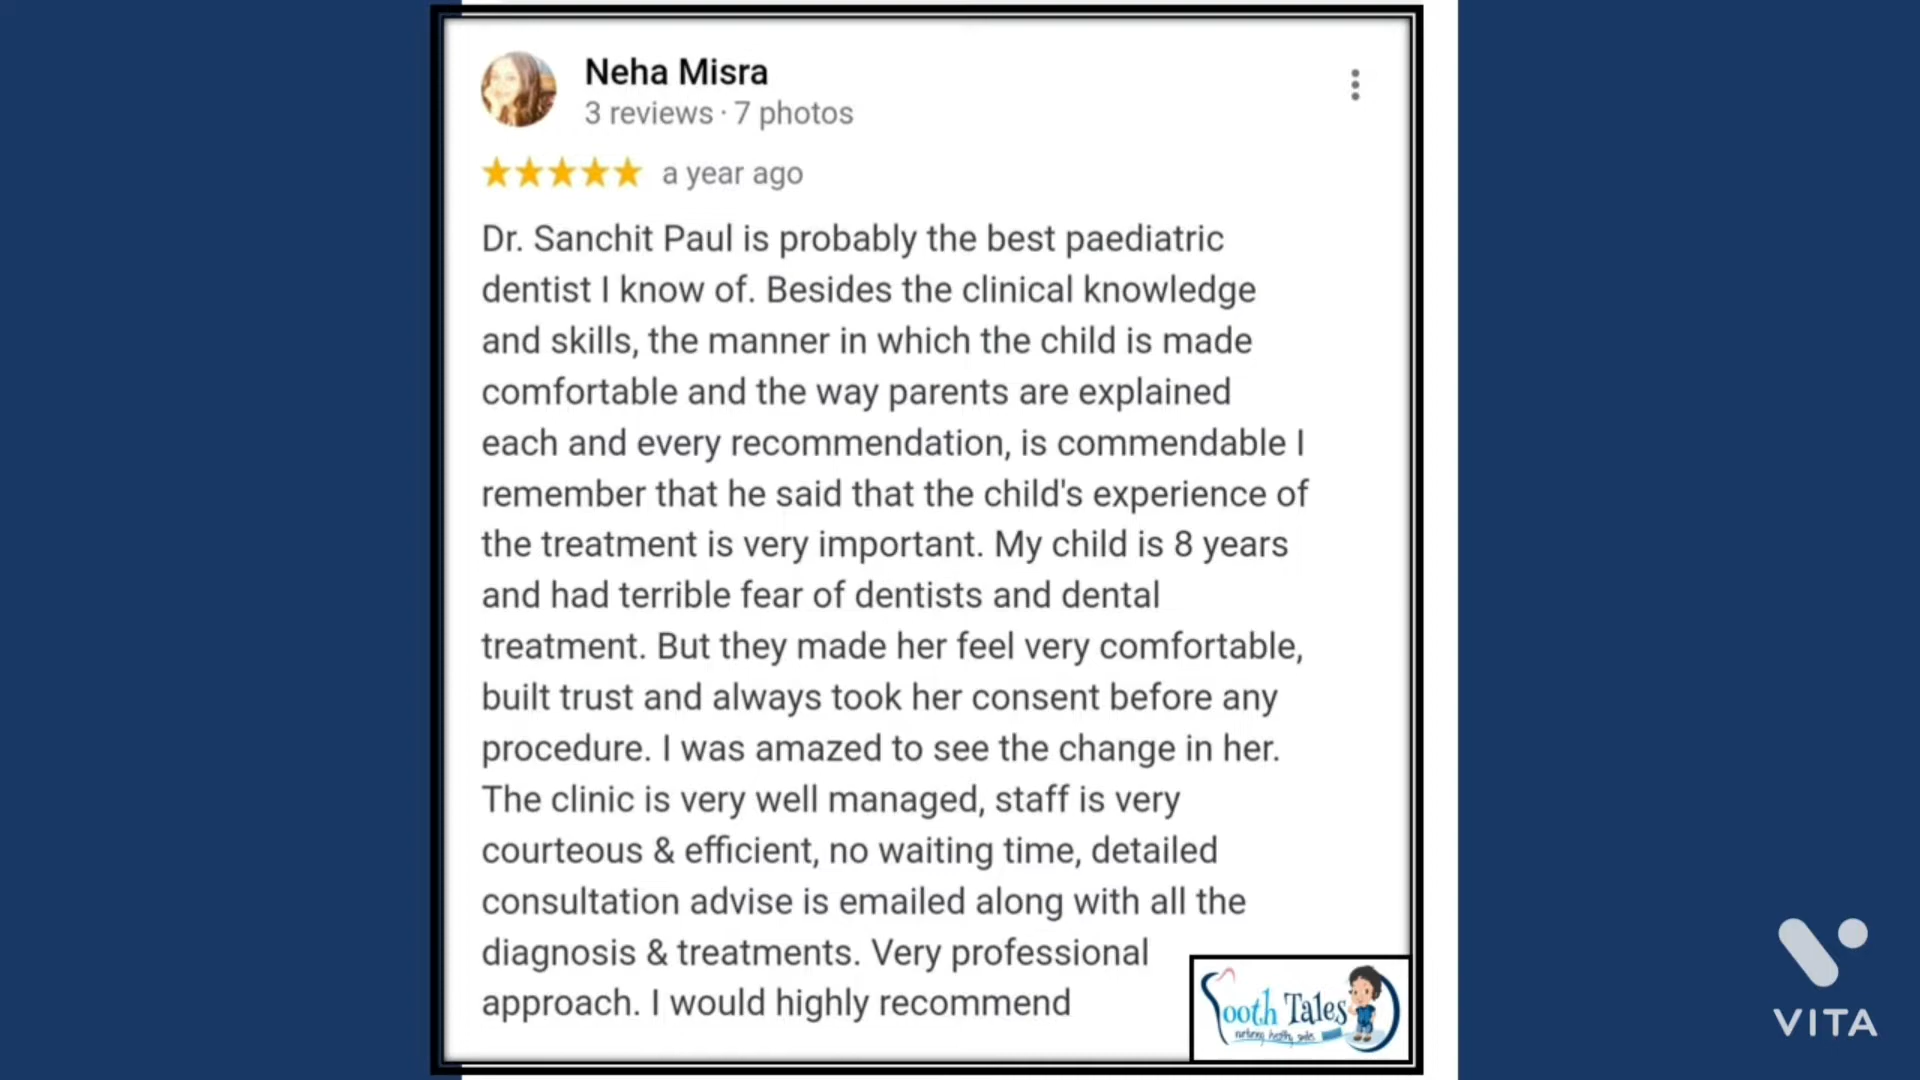 Neha Misra
3 reviews · 7 photos
a year ago
Dr. Sanchit Paul is probably the best paediatric
dentist I know of. Besides the clinical knowledge
and skills, the manner in which the child is made
comfortable and the way parents are explained
each and every recommendation, is commendable I
remember that he said that the child's experience of
the treatment is very important. My child is 8 years
and had terrible fear of dentists and dental
treatment. But they made her feel very comfortable,
built trust and always took her consent before any
procedure. I was amazed to see the change in her.
The clinic is very well managed, staff is very
courteous & efficient, no waiting time, detailed
consultation advise is emailed along with all the
diagnosis & treatments. Very professional
approach. I would highly recommend
Tooth Tales
nurturing healthy smiles
VITA